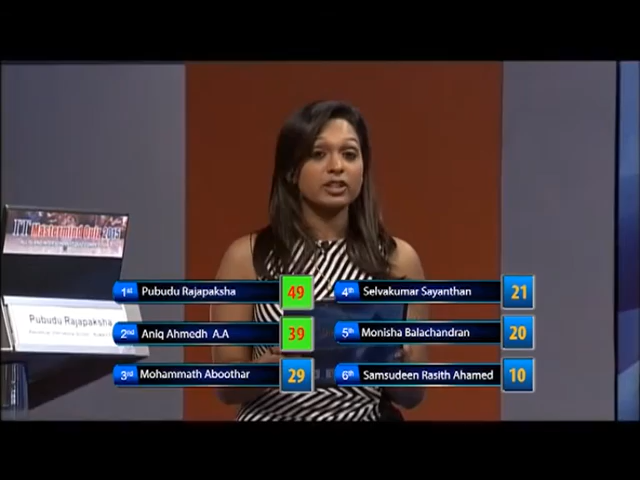 IT Mastermind Quiz 2015
Pubudu Rajapaksha
1st Pubudu Rajapaksha 49
2nd Aniq Ahmedh A.A 39
3rd Mohammath Aboothar 29
4th Selvakumar Sayanthan 21
5th Monisha Balachandran 20
6th Samsudeen Rasith Ahamed 10